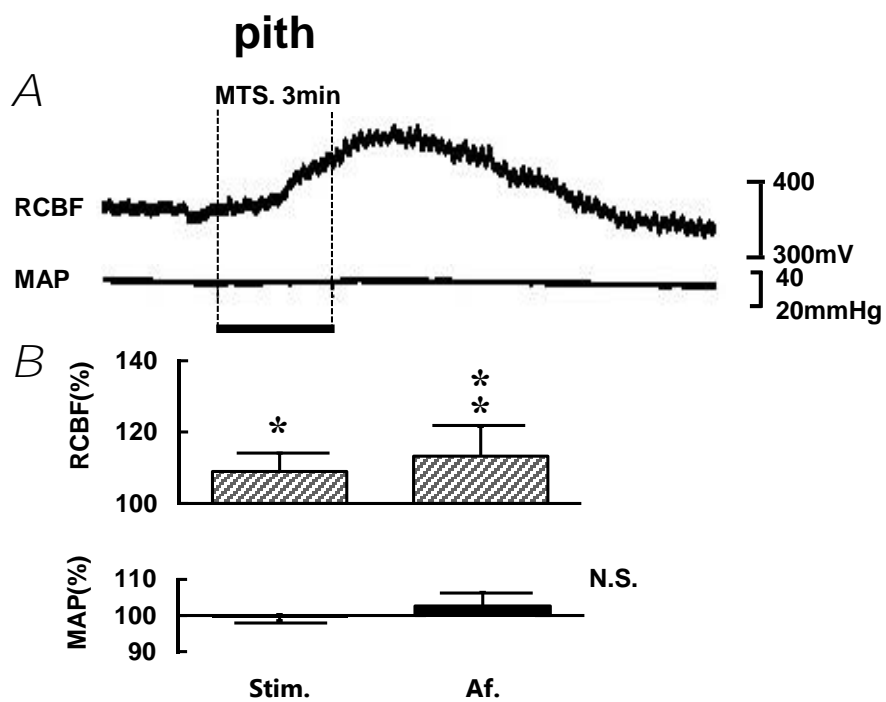 pith
A
MTS. 3min
RCBF
400
300mV
MAP
40
20mmHg
B
RCBF(%)
140
120
100
*
*
*
MAP(%)
110
100
90
N.S.
Stim.
Af.